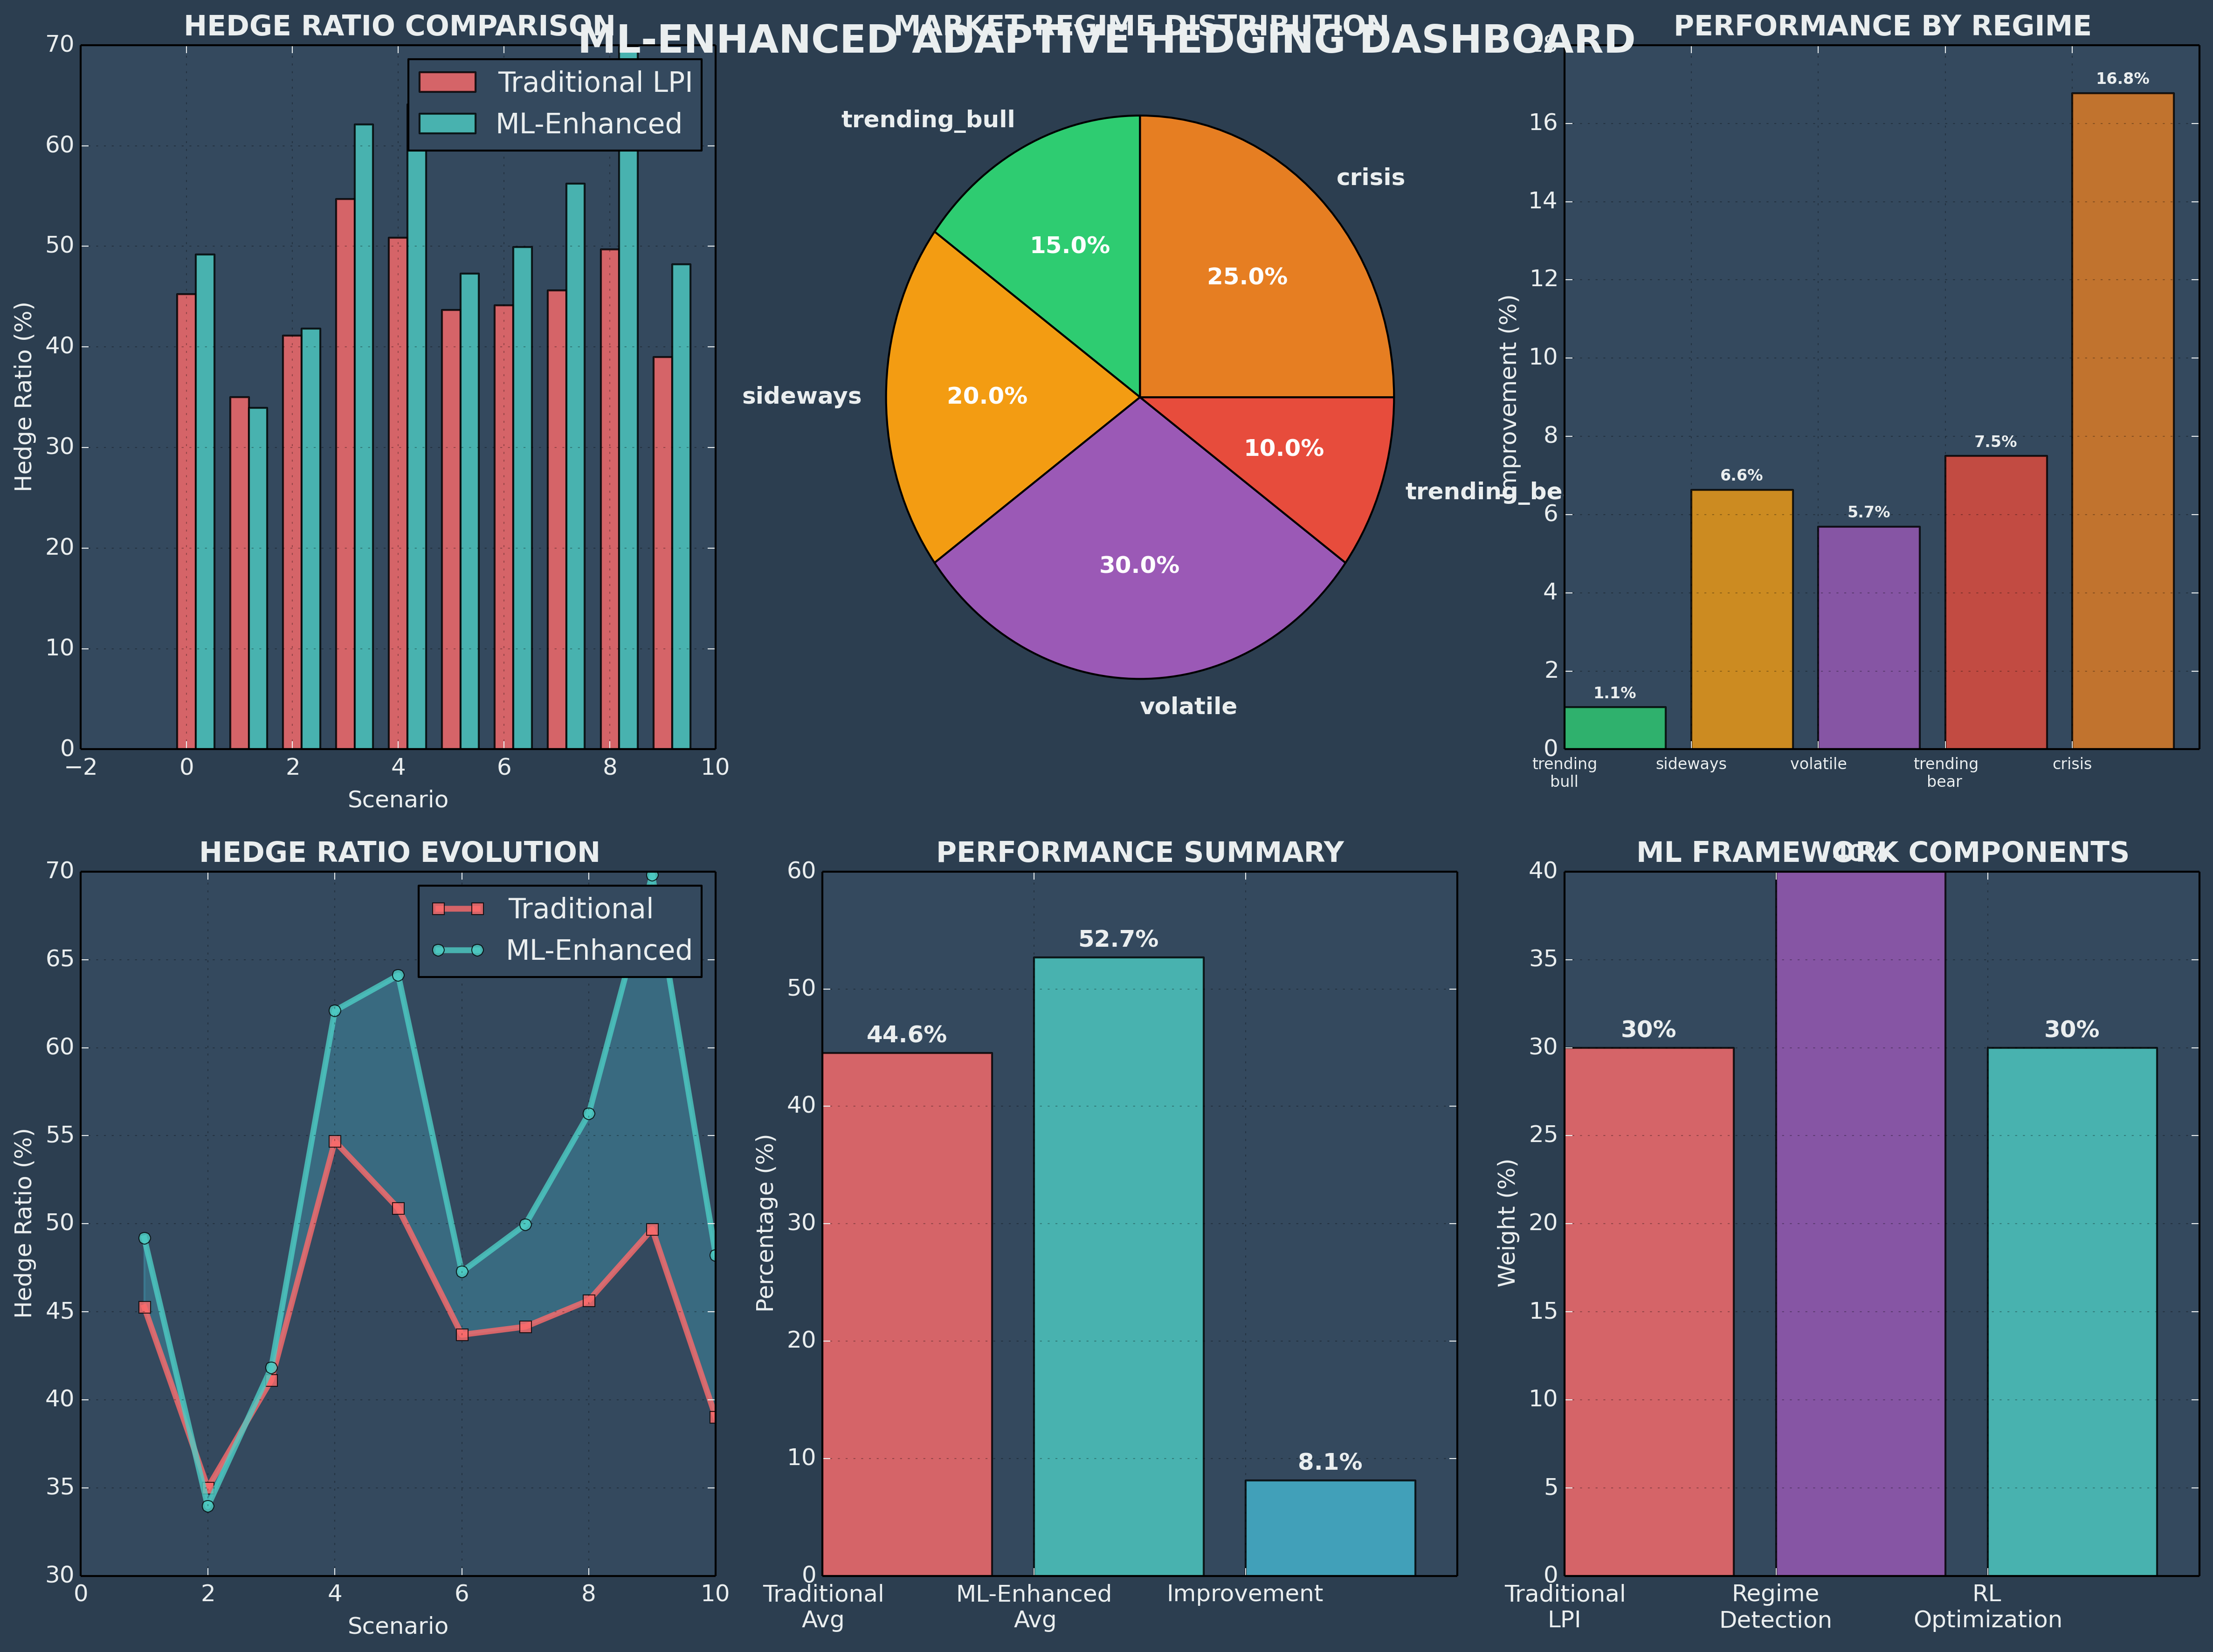 ML-ENHANCED ADAPTIVE HEDGING DASHBOARD
HEDGE RATIO COMPARISON
70
60
50
40
30
20
10
0
Hedge Ratio (%)
Traditional LPI
ML-Enhanced
−2
0
2
4
6
8
10
Scenario
MARKET REGIME DISTRIBUTION
trending_bull
crisis
15.0%
25.0%
sideways
20.0%
10.0%
trending_be
30.0%
volatile
PERFORMANCE BY REGIME
18
16
14
12
10
8
6
4
2
0
Improvement (%)
16.8%
7.5%
6.6%
5.7%
1.1%
trending
bull
sideways
volatile
trending
bear
crisis
HEDGE RATIO EVOLUTION
70
65
60
55
50
45
40
35
30
Hedge Ratio (%)
Traditional
ML-Enhanced
0
2
4
6
8
10
Scenario
PERFORMANCE SUMMARY
60
50
40
30
20
10
0
Percentage (%)
52.7%
44.6%
8.1%
Traditional
Avg
ML-Enhanced
Avg
Improvement
ML FRAMEWORK COMPONENTS
40%
40
35
30
25
20
15
10
5
0
Weight (%)
30%
30%
Traditional
LPI
Regime
Detection
RL
Optimization